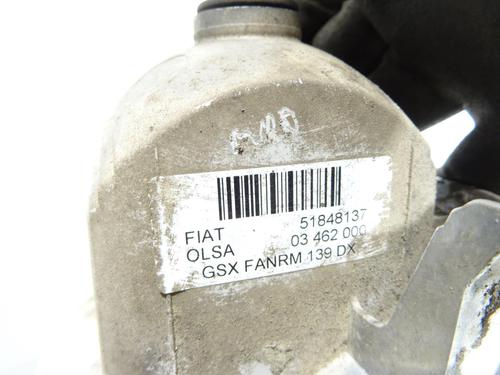 FIAT 51848137
OLSA 03 462 000
GSX FANRM 139 DX